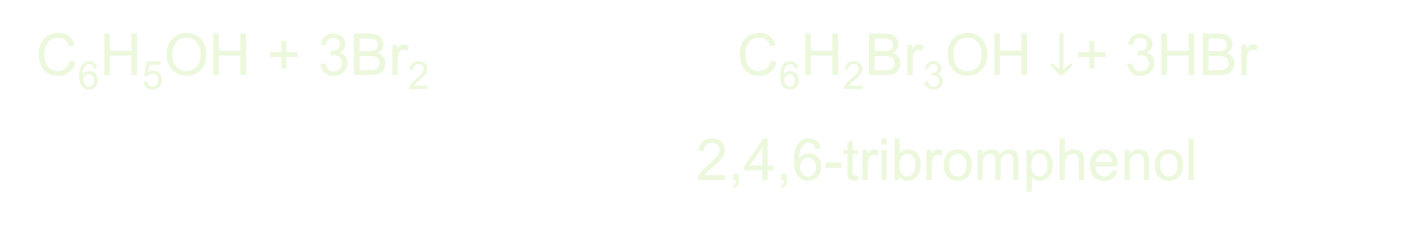 C₆H₅OH + 3Br₂ C₆H₂Br₃OH ↓+ 3HBr
2,4,6-tribromphenol